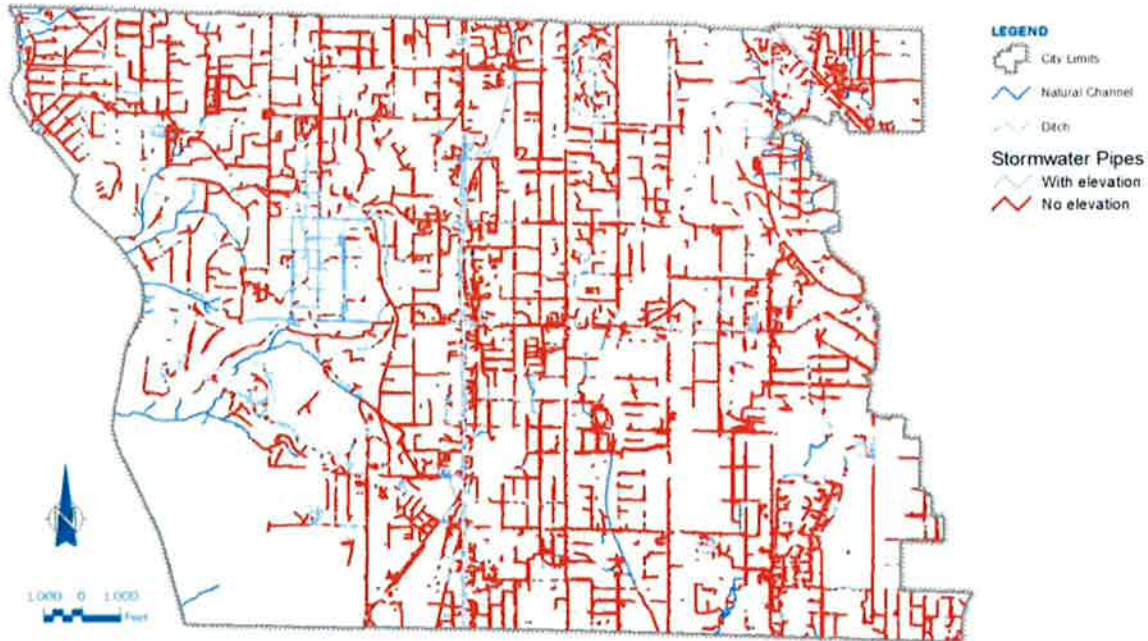 LEGEND
City Limits
Natural Channel
Ditch
Stormwater Pipes
With elevation
No elevation
N
1,000 0 1,000
Feet